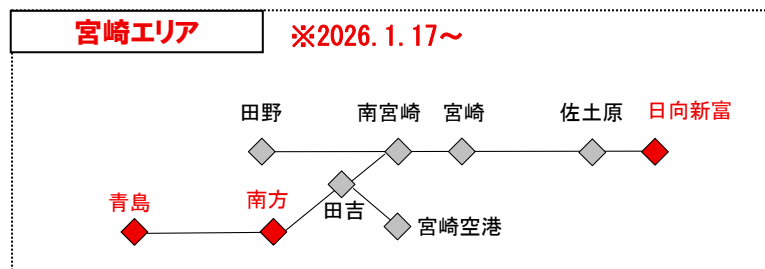 宮崎エリア
※2026.1.17～
田野 南宮崎 宮崎 佐土原 日向新富
青島 南方 田吉 宮崎空港